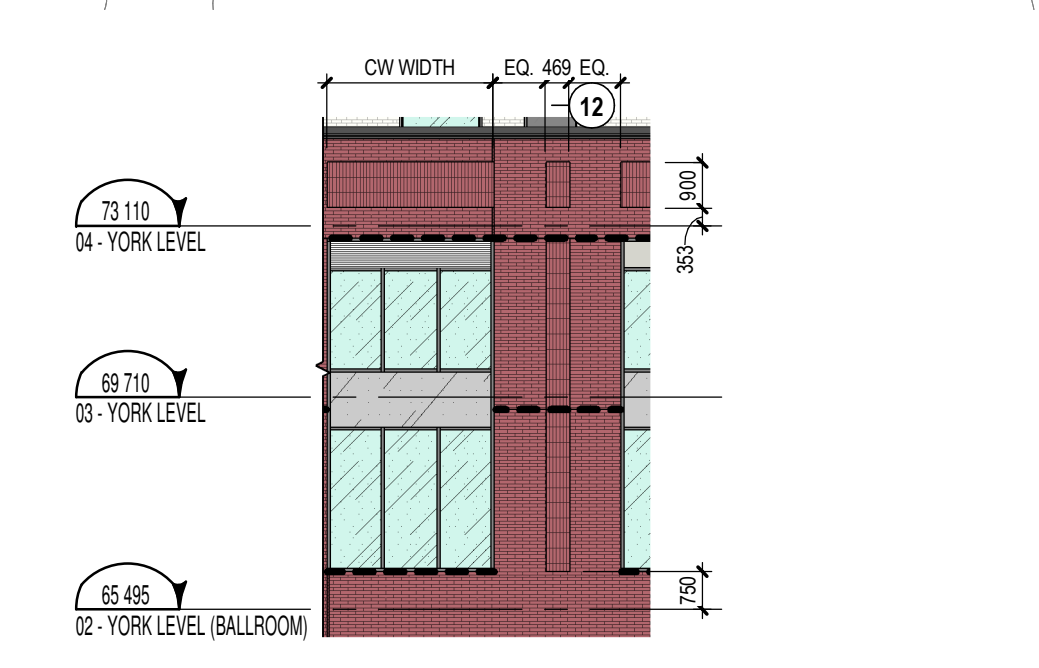 CW WIDTH EQ. 469 EQ.
12
900
73 110
04 - YORK LEVEL
353
69 710
03 - YORK LEVEL
750
65 495
02 - YORK LEVEL (BALLROOM)